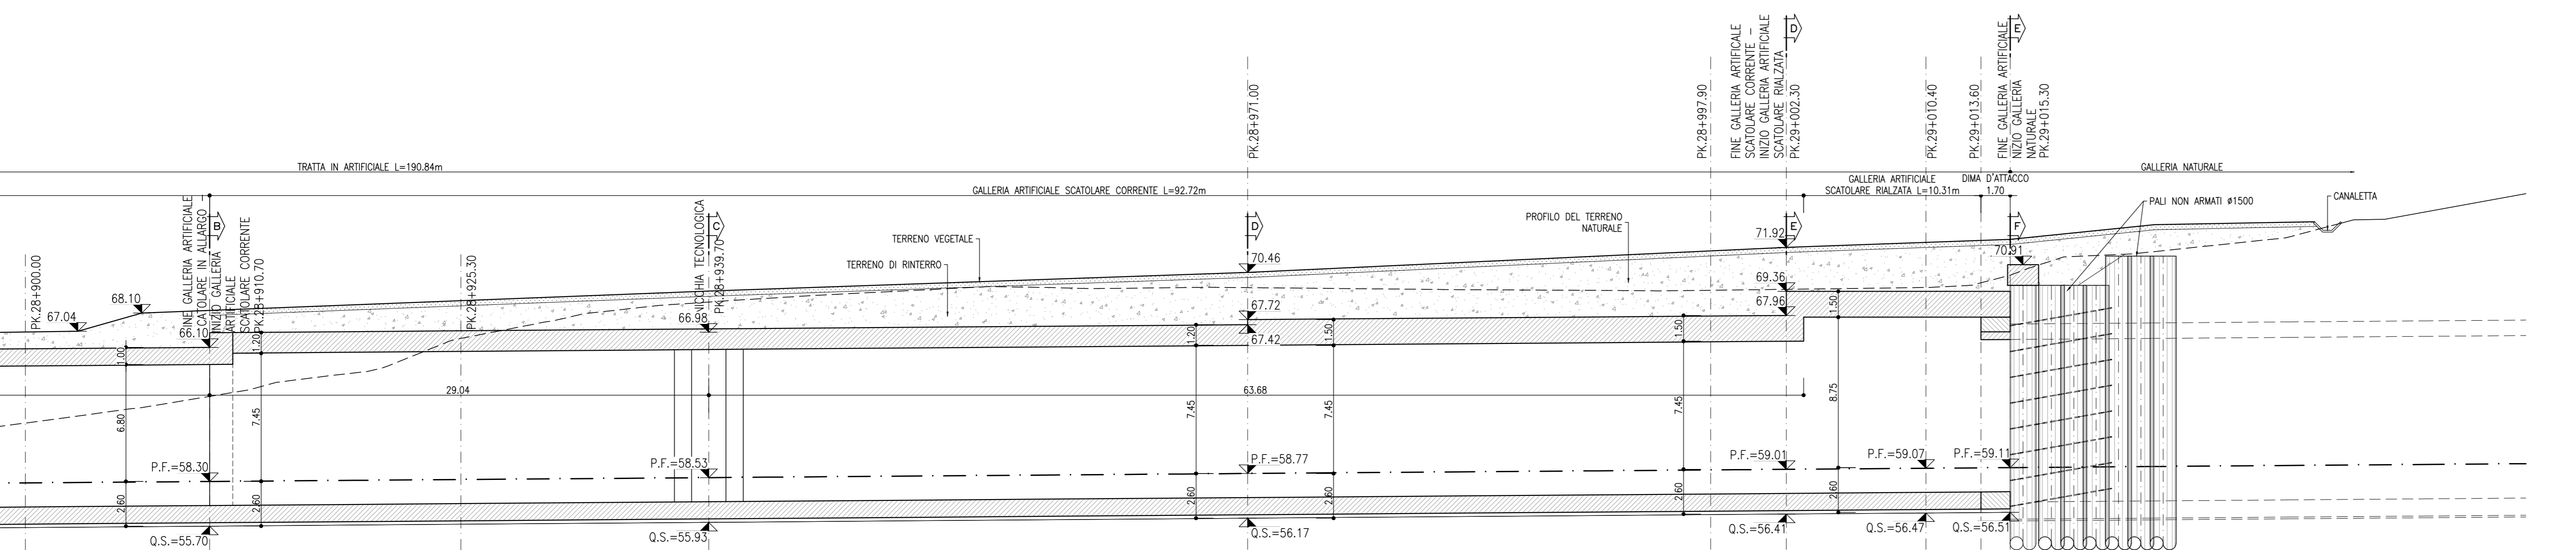 D
E
FINE GALLERIA ARTIFICALE
SCATOLARE CORRENTE –
INIZIO GALLERIA ARTIFICIALE
SCATOLARE RIALZATA
PK.29+002.30
FINE GALLERIA ARTIFICIALE
NIZIO GALLERIA
NATURALE
PK.29+015.30
PK.28+971.00
PK.28+997.90
PK.29+010.40
PK.29+013.60
TRATTA IN ARTIFICIALE L=190.84m
GALLERIA NATURALE
GALLERIA ARTIFICIALE SCATOLARE CORRENTE L=92.72m
GALLERIA ARTIFICIALE
SCATOLARE RIALZATA L=10.31m
DIMA D'ATTACCO
1.70
PALI NON ARMATI ø1500
CANALETTA
INE GALLERIA ARTIFICIALE
CATOLARE IN ALLARGO –
INIZIO GALLERIA
ARTIFICIALE
SCATOLARE CORRENTE
PK.28+910.70
B
NICCHIA TECNOLOGICA
PK.28+939.70
C
D
E
F
PK.28+900.00
PK.28+925.30
TERRENO VEGETALE
TERRENO DI RINTERRO
PROFILO DEL TERRENO
NATURALE
67.04
68.10
66.10
66.98
70.46
67.72
67.42
71.92
69.36
67.96
70.91
1.00
1.20
1.20
1.50
1.50
1.50
29.04
63.68
6.80
7.45
7.45
7.45
7.45
8.75
P.F.=58.30
P.F.=58.53
P.F.=58.77
P.F.=59.01
P.F.=59.07
P.F.=59.11
2.60
2.60
2.60
2.60
2.60
2.60
Q.S.=55.70
Q.S.=55.93
Q.S.=56.17
Q.S.=56.41
Q.S.=56.47
Q.S.=56.51